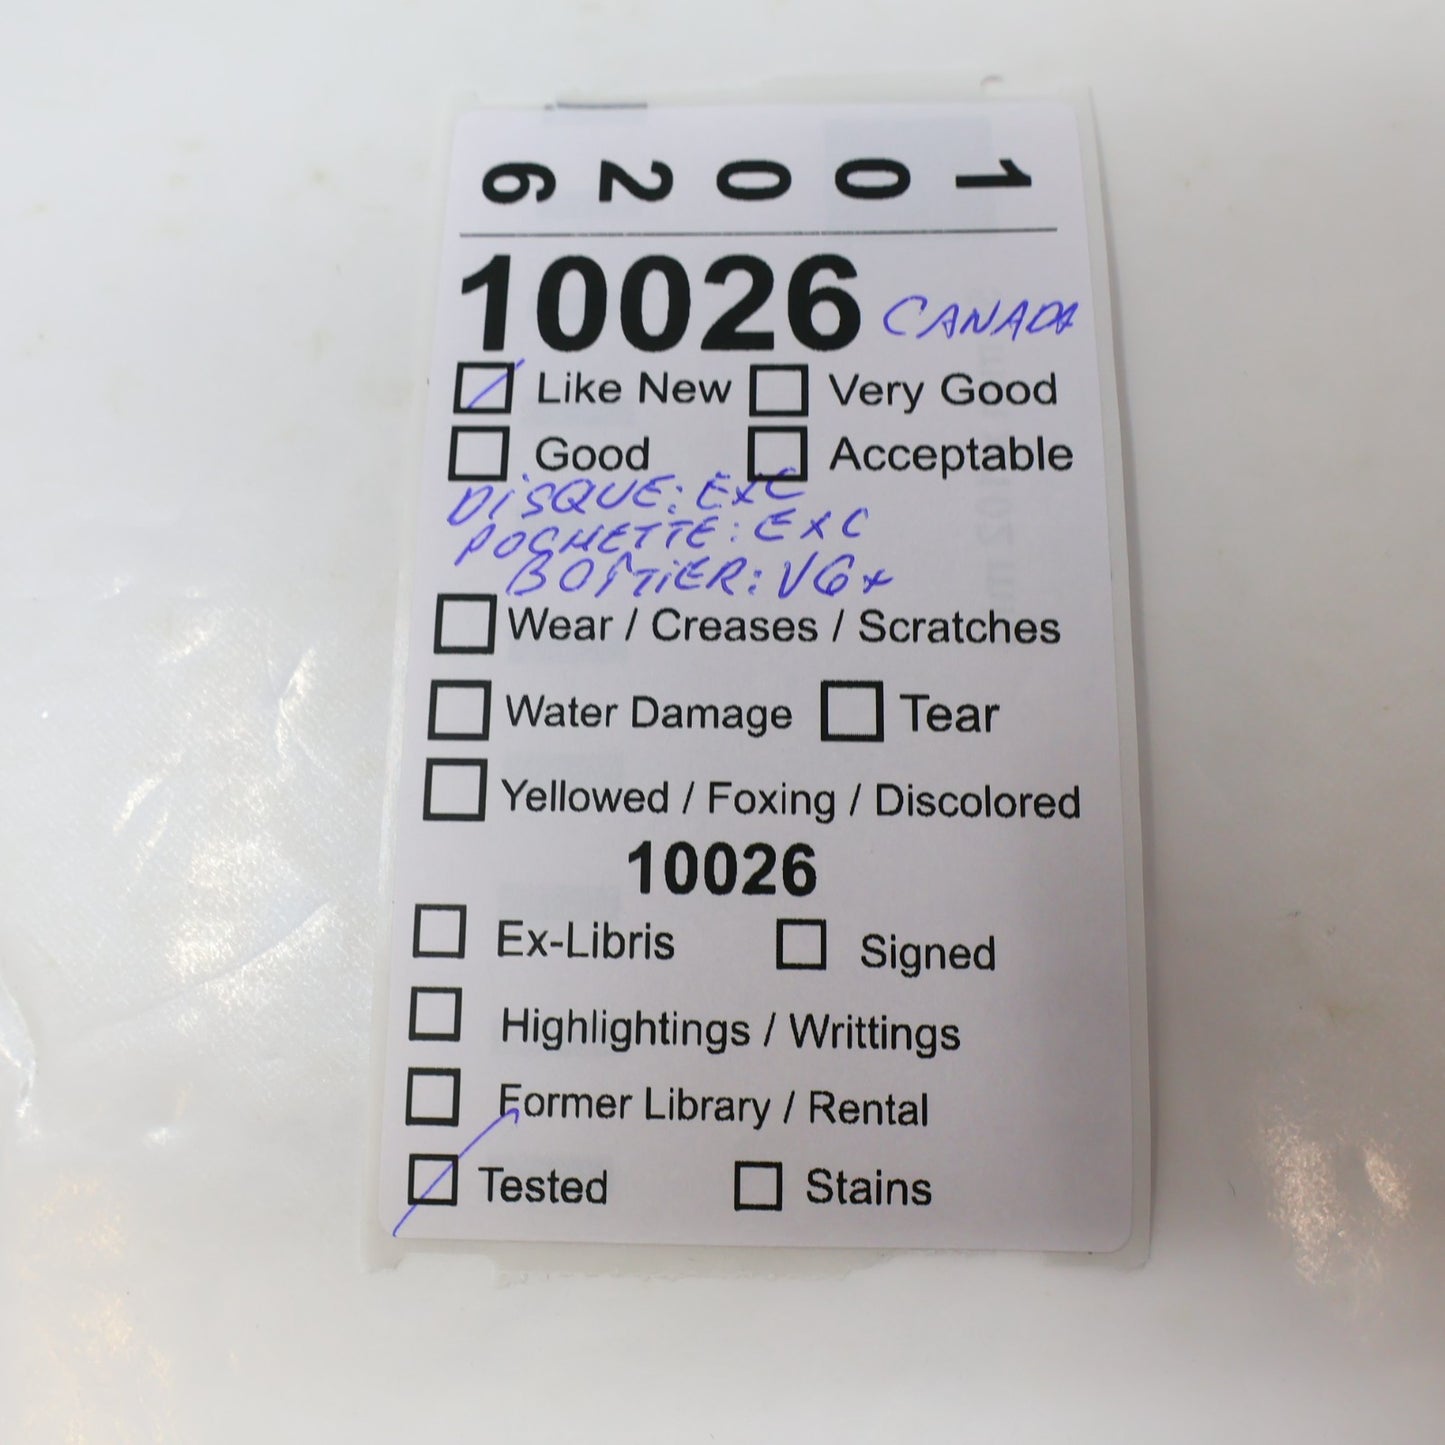 10026
10026 CANADA
Like New Very Good
Good Acceptable
DISQUE: EXC
POCHETTE: EXC
BOÎTIER: VG+
Wear / Creases / Scratches
Water Damage Tear
Yellowed / Foxing / Discolored
10026
Ex-Libris Signed
Highlightings / Writtings
Former Library / Rental
Tested Stains